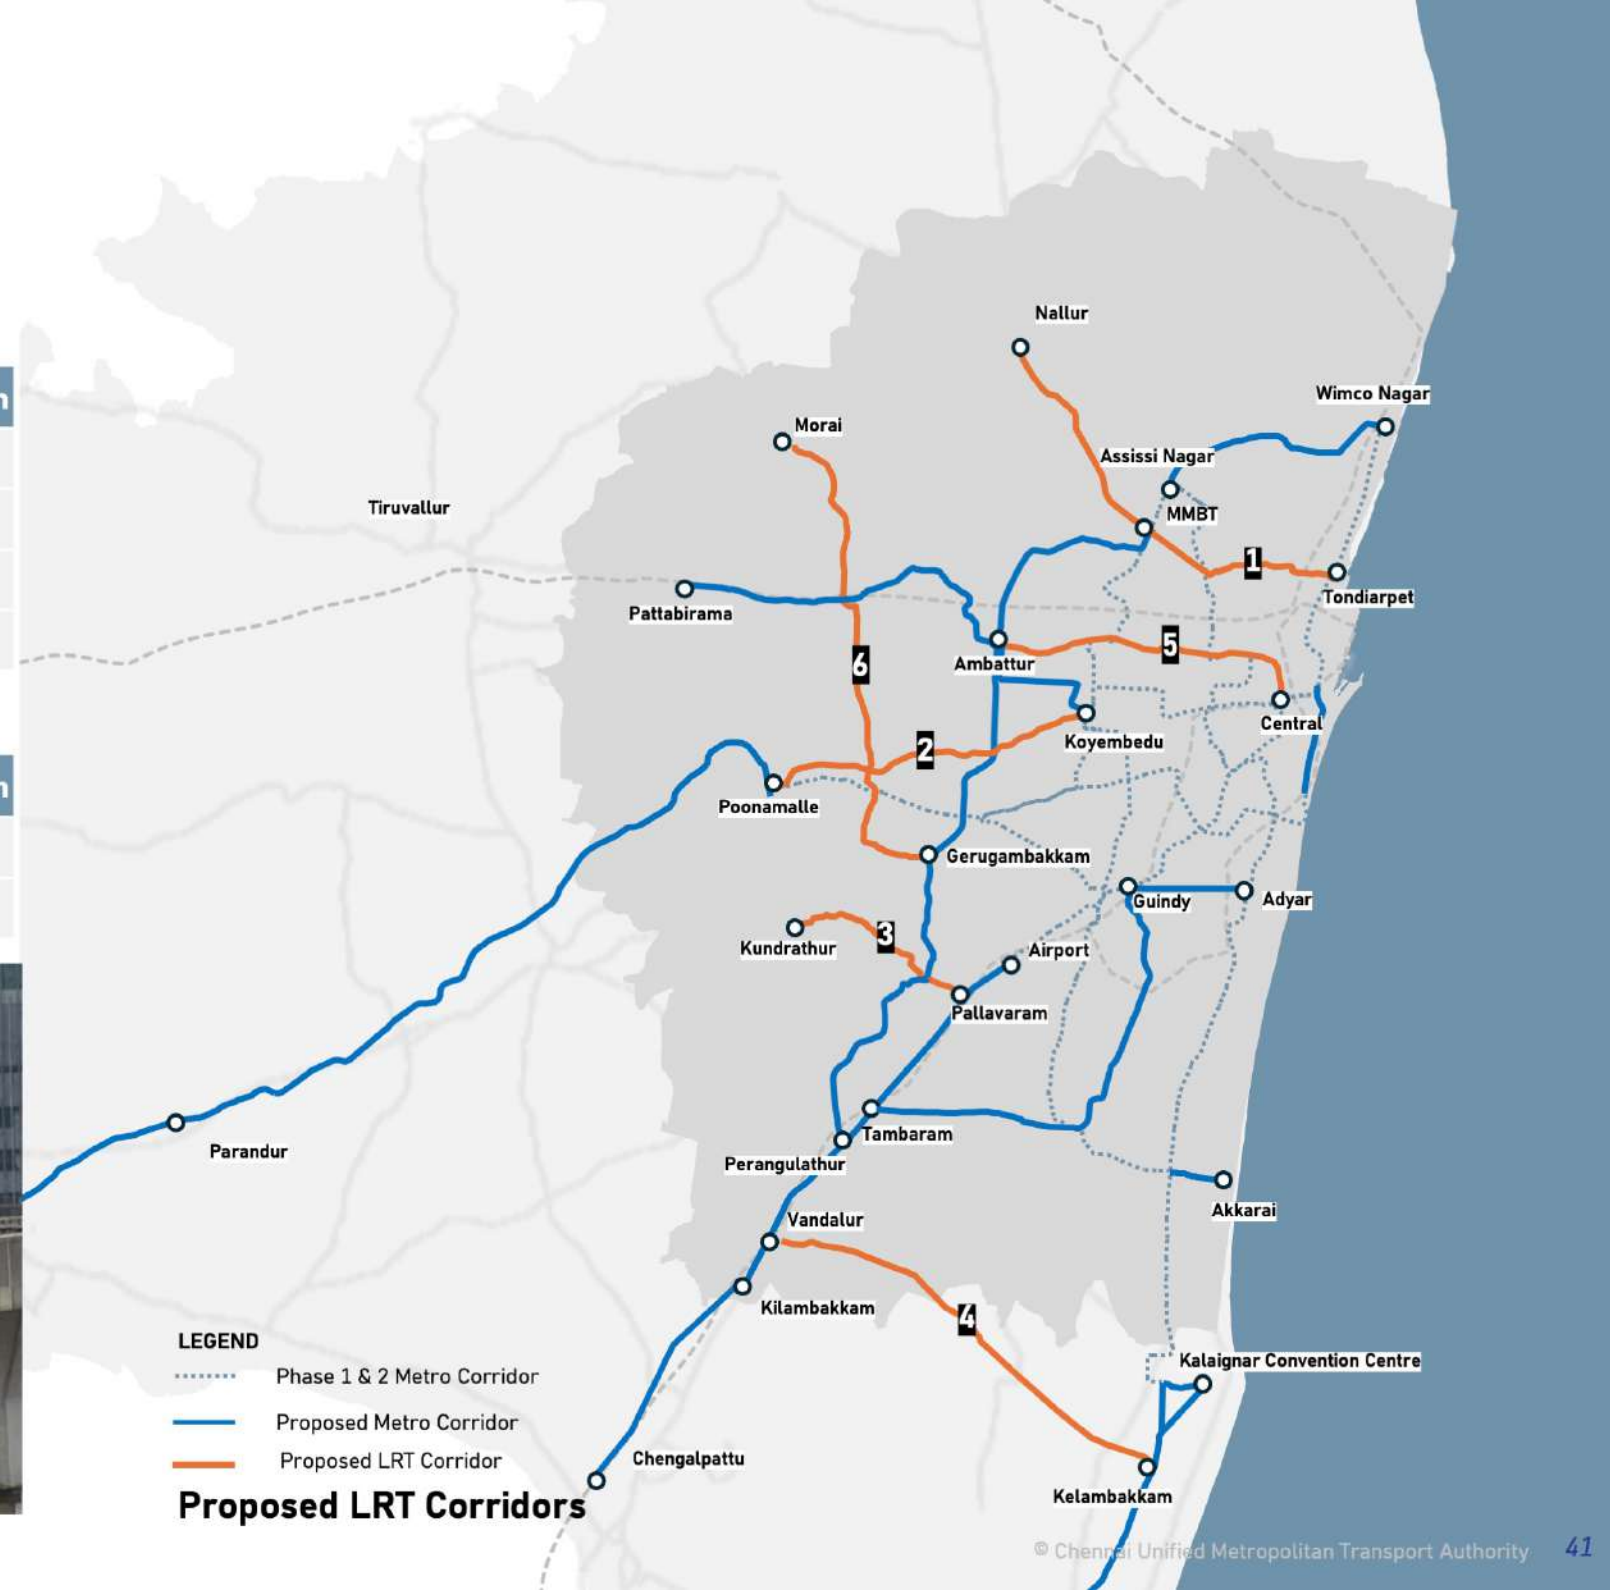 Nallur
Wimco Nagar
Morai
Assissi Nagar
Tiruvallur
MMBT
1
Pattabirama
Tondiarpet
5
6
Ambattur
Central
2
Koyembedu
Poonamalle
Gerugambakkam
Guindy
Adyar
3
Kundrathur
Airport
Pallavaram
Tambaram
Parandur
Perangulathur
Akkarai
Vandalur
Kilambakkam
4
LEGEND
Kalaignar Convention Centre
Phase 1 & 2 Metro Corridor
Proposed Metro Corridor
Proposed LRT Corridor
Chengalpattu
Kelambakkam
Proposed LRT Corridors
© Chennai Unified Metropolitan Transport Authority 41